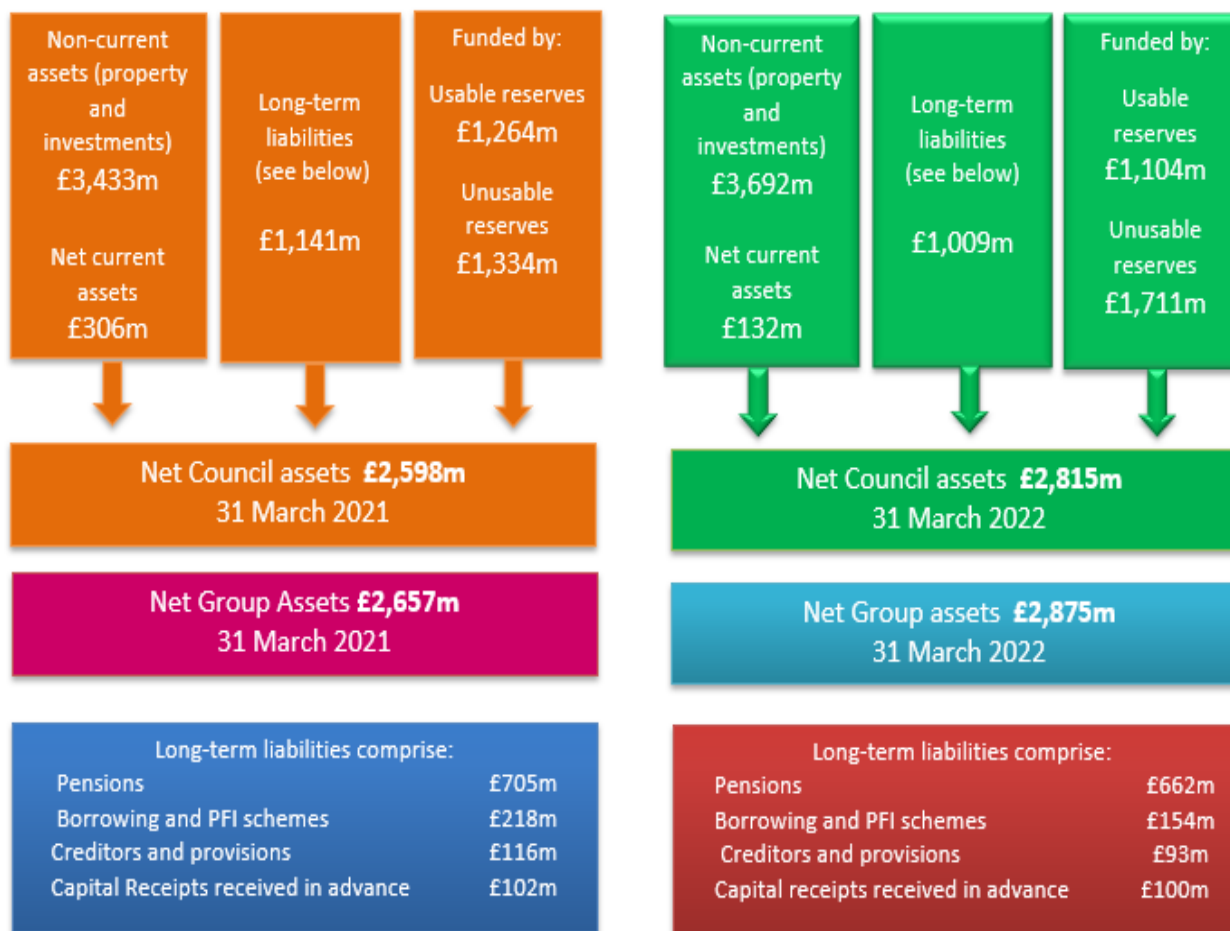 Non-current
assets (property
and
investments)
£3,433m
Net current
assets
£306m
Long-term
liabilities
(see below)
£1,141m
Funded by:
Usable reserves
£1,264m
Unusable
reserves
£1,334m
Net Council assets £2,598m
31 March 2021
Net Group Assets £2,657m
31 March 2021
Long-term liabilities comprise:
Pensions £705m
Borrowing and PFI schemes £218m
Creditors and provisions £116m
Capital Receipts received in advance £102m
Non-current
assets (property
and
investments)
£3,692m
Net current
assets
£132m
Long-term
liabilities
(see below)
£1,009m
Funded by:
Usable
reserves
£1,104m
Unusable
reserves
£1,711m
Net Council assets £2,815m
31 March 2022
Net Group assets £2,875m
31 March 2022
Long-term liabilities comprise:
Pensions £662m
Borrowing and PFI schemes £154m
Creditors and provisions £93m
Capital receipts received in advance £100m